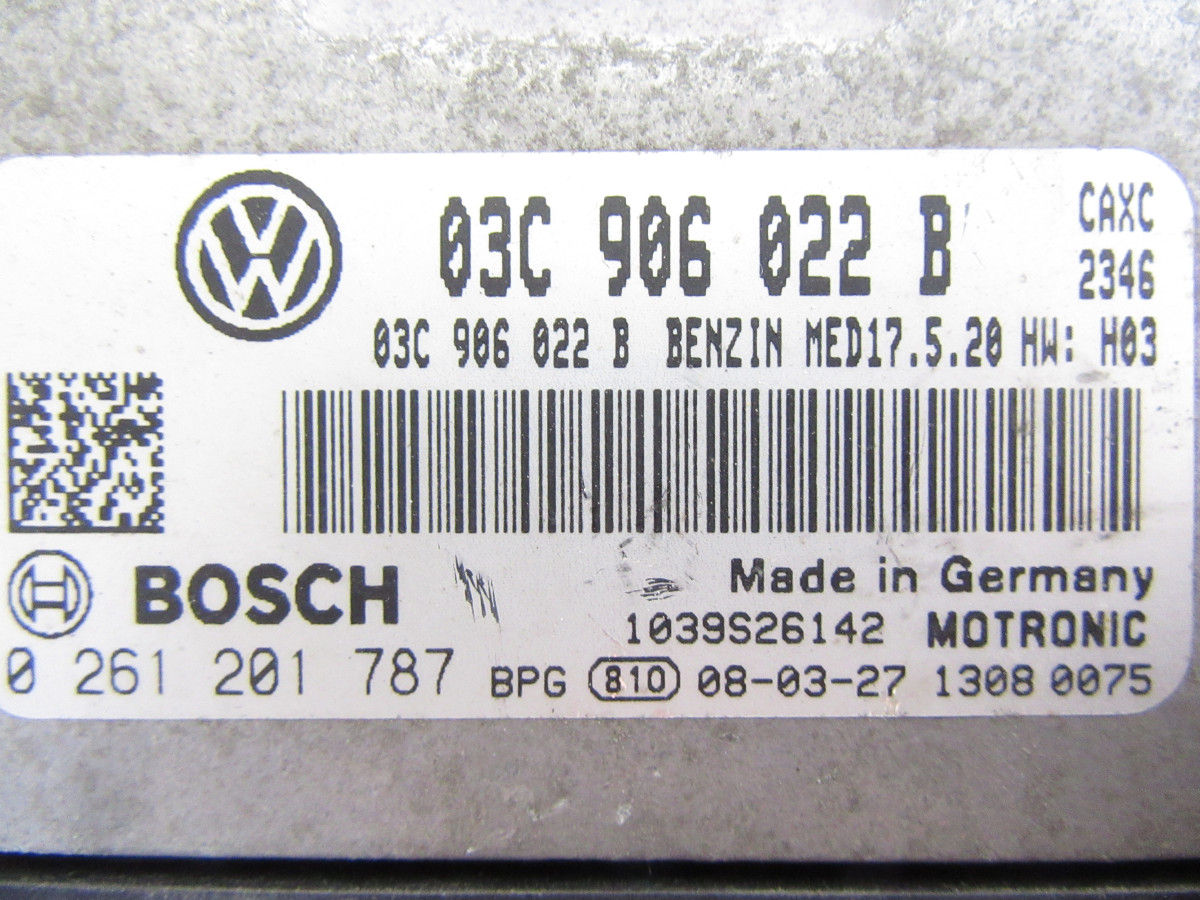 03C 906 022 B
CAXC
2346
03C 906 022 B BENZIN MED17.5.20 HW: H03
BOSCH
Made in Germany
1039S26142 MOTRONIC
0 261 201 787 BPG 810 08-03-27 1308 0075